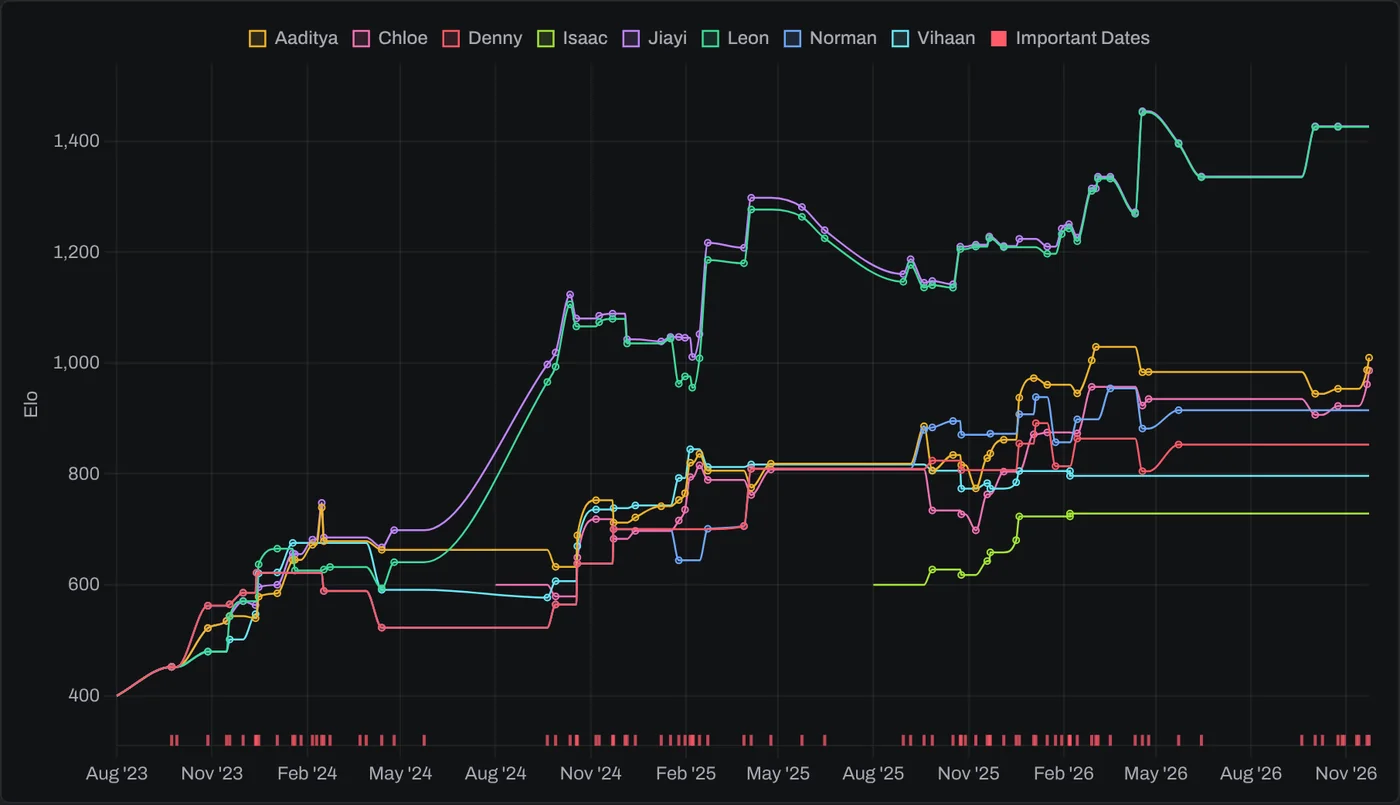 Aaditya Chloe Denny Isaac Jiayi Leon Norman Vihaan Important Dates
1,400
1,200
1,000
Elo
800
600
400
Aug '23 Nov '23 Feb '24 May '24 Aug '24 Nov '24 Feb '25 May '25 Aug '25 Nov '25 Feb '26 May '26 Aug '26 Nov '26